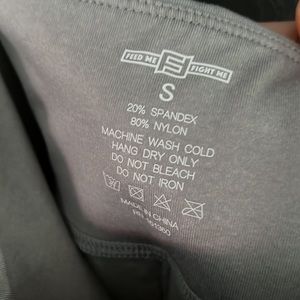 FEED ME FIGHT ME
S
20% SPANDEX
80% NYLON
MACHINE WASH COLD
HANG DRY ONLY
DO NOT BLEACH
DO NOT IRON
MADE IN CHINA